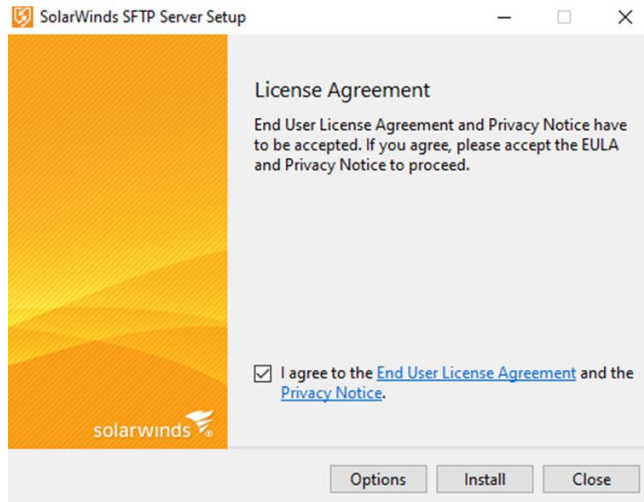 SolarWinds SFTP Server Setup
License Agreement
End User License Agreement and Privacy Notice have
to be accepted. If you agree, please accept the EULA
and Privacy Notice to proceed.
I agree to the End User License Agreement and the
Privacy Notice.
solarwinds
Options Install Close